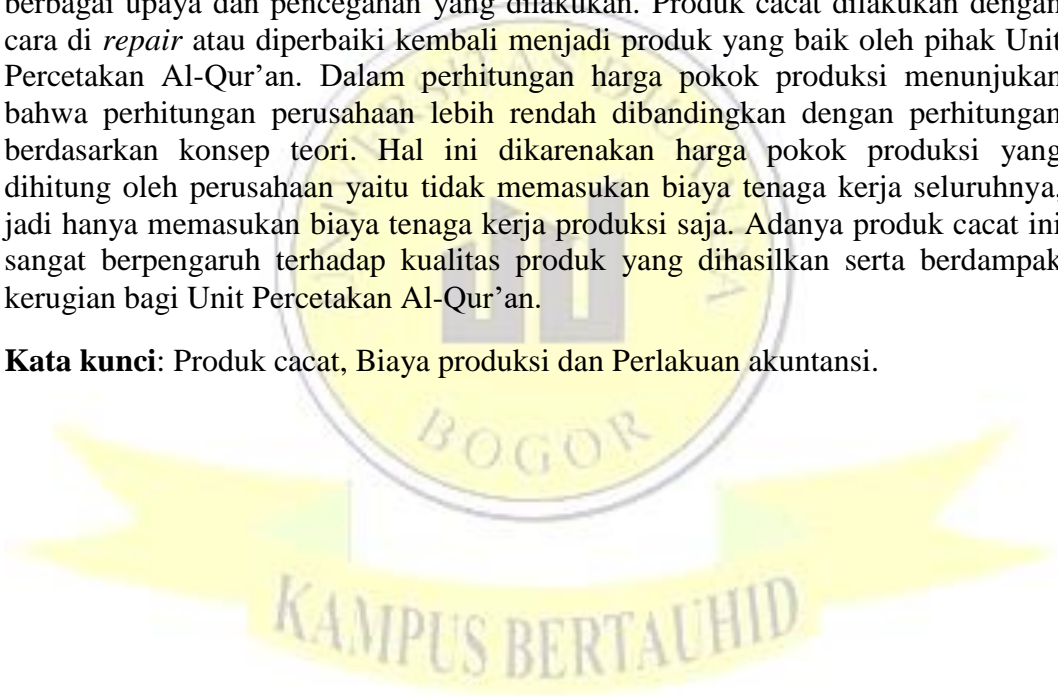 berbagai upaya dan pencegahan yang dilakukan. Produk cacat dilakukan dengan
cara di repair atau diperbaiki kembali menjadi produk yang baik oleh pihak Unit
Percetakan Al-Qur’an. Dalam perhitungan harga pokok produksi menunjukan
bahwa perhitungan perusahaan lebih rendah dibandingkan dengan perhitungan
berdasarkan konsep teori. Hal ini dikarenakan harga pokok produksi yang
dihitung oleh perusahaan yaitu tidak memasukan biaya tenaga kerja seluruhnya,
jadi hanya memasukan biaya tenaga kerja produksi saja. Adanya produk cacat ini
sangat berpengaruh terhadap kualitas produk yang dihasilkan serta berdampak
kerugian bagi Unit Percetakan Al-Qur’an.
Kata kunci: Produk cacat, Biaya produksi dan Perlakuan akuntansi.
BOGOR
KAMPUS BERTAUHID